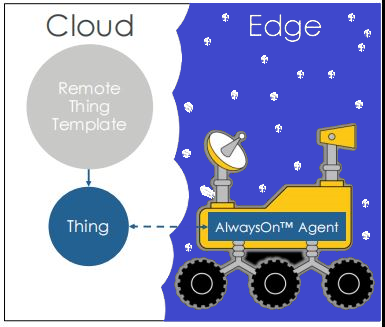 Cloud
Edge
Remote
Thing
Template
Thing
AlwaysOn™ Agent